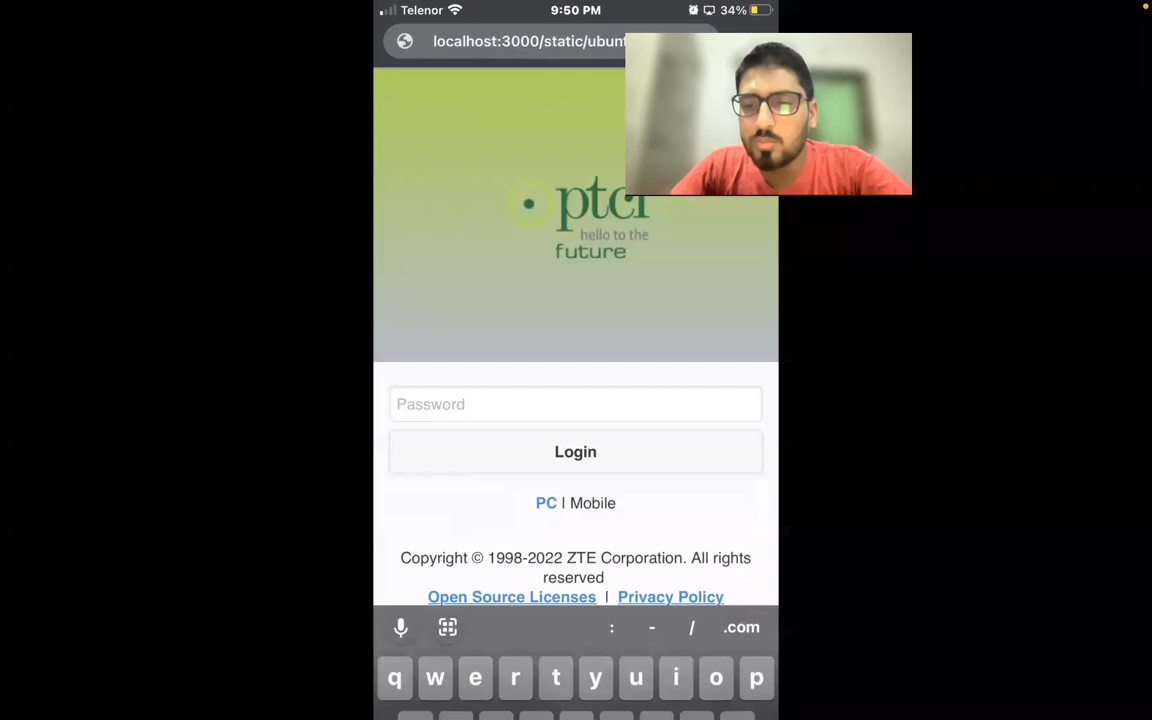 Telenor 9:50 PM 34%
localhost:3000/static/ubunt
ptcl
hello to the
future
Password
Login
PC | Mobile
Copyright © 1998-2022 ZTE Corporation. All rights
reserved
Open Source Licenses | Privacy Policy
: - / .com
q w e r t y u i o p